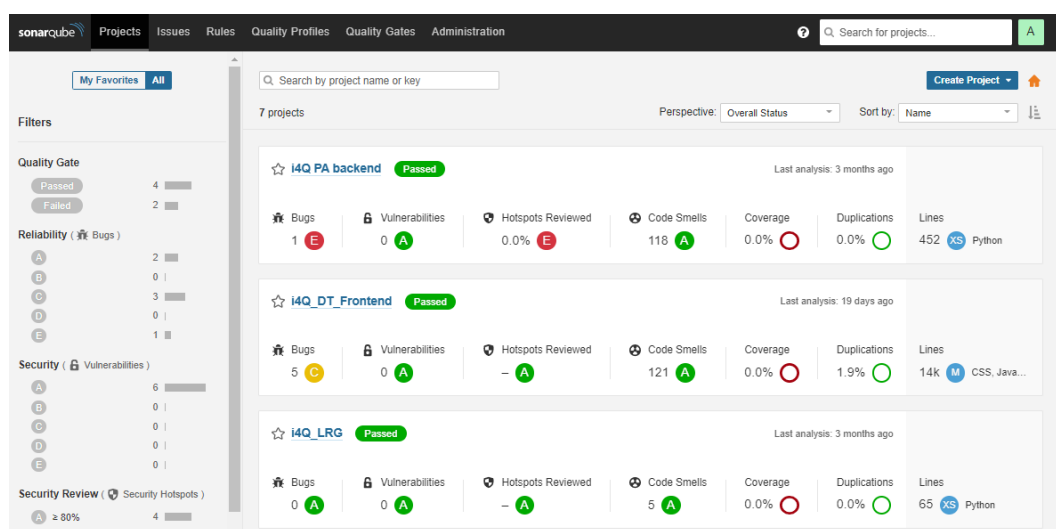 sonarqube Projects Issues Rules Quality Profiles Quality Gates Administration ? Search for projects... A
My Favorites All
Search by project name or key Create Project
7 projects Perspective: Overall Status Sort by: Name
Filters
Quality Gate
Passed 4
Failed 2
Reliability ( Bugs )
A 2
B 0
C 3
D 0
E 1
Security ( Vulnerabilities )
A 6
B 0
C 0
D 0
E 0
Security Review ( Security Hotspots )
A ≥ 80% 4
i4Q PA backend Passed Last analysis: 3 months ago
Bugs Vulnerabilities Hotspots Reviewed Code Smells Coverage Duplications Lines
1 E 0 A 0.0% E 118 A 0.0% 0.0% 452 XS Python
i4Q_DT_Frontend Passed Last analysis: 19 days ago
Bugs Vulnerabilities Hotspots Reviewed Code Smells Coverage Duplications Lines
5 C 0 A – A 121 A 0.0% 1.9% 14k M CSS, Java...
i4Q_LRG Passed Last analysis: 3 months ago
Bugs Vulnerabilities Hotspots Reviewed Code Smells Coverage Duplications Lines
0 A 0 A – A 5 A 0.0% 0.0% 65 XS Python